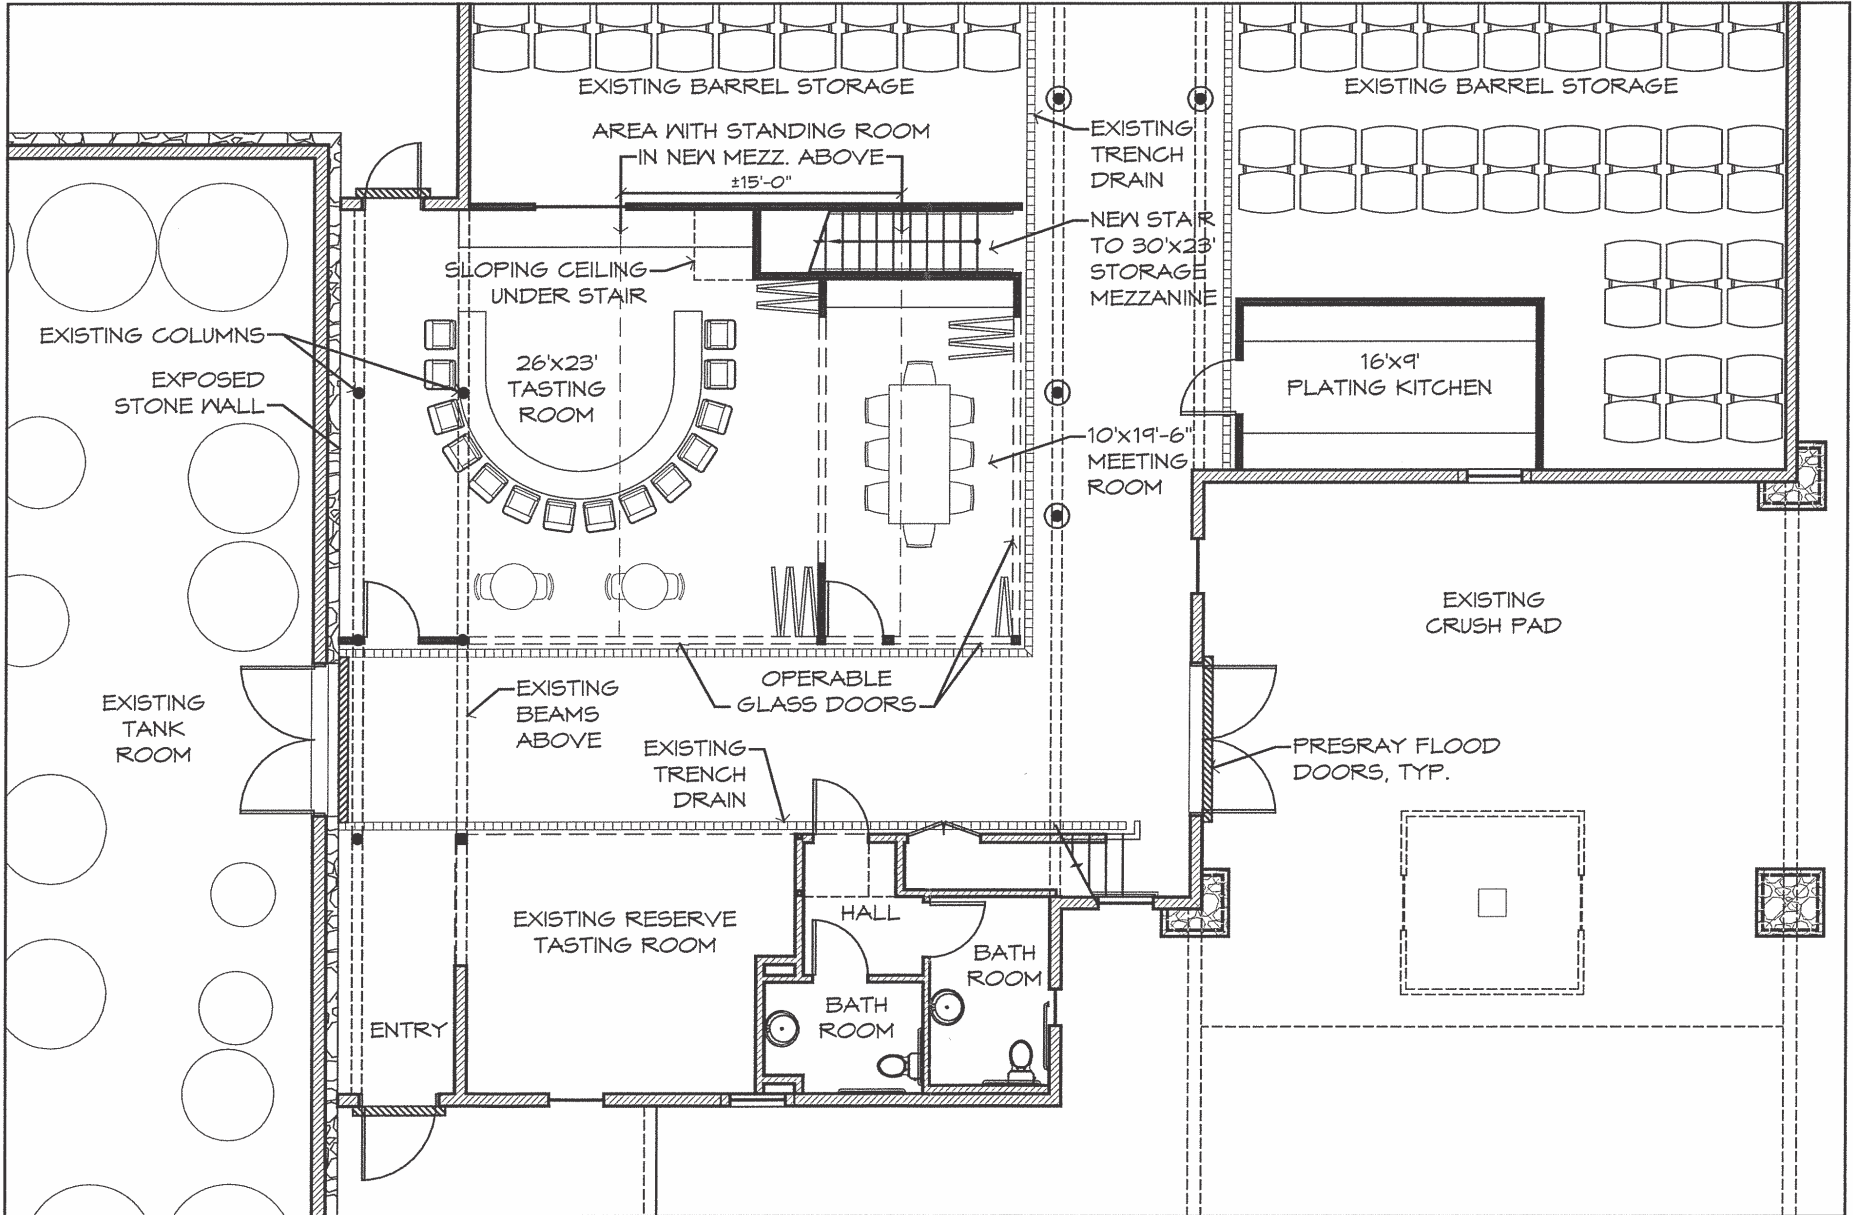 EXISTING BARREL STORAGE
EXISTING BARREL STORAGE
AREA WITH STANDING ROOM
IN NEW MEZZ. ABOVE
±15'-0"
EXISTING
TRENCH
DRAIN
NEW STAIR
TO 30'x23'
STORAGE
MEZZANINE
SLOPING CEILING
UNDER STAIR
EXISTING COLUMNS
EXPOSED
STONE WALL
26'x23'
TASTING
ROOM
16'x9'
PLATING KITCHEN
10'x19'-6"
MEETING
ROOM
EXISTING
CRUSH PAD
OPERABLE
GLASS DOORS
EXISTING
TANK
ROOM
EXISTING
BEAMS
ABOVE
EXISTING
TRENCH
DRAIN
PRESRAY FLOOD
DOORS, TYP.
EXISTING RESERVE
TASTING ROOM
HALL
BATH
ROOM
BATH
ROOM
ENTRY